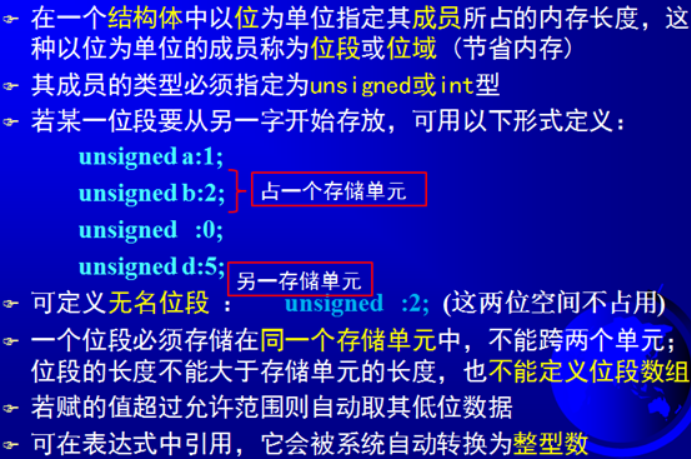 在一个结构体中以位为单位指定其成员所占的内存长度，这
种以位为单位的成员称为位段或位域（节省内存）
其成员的类型必须指定为unsigned或int型
若某一位段要从另一字开始存放，可用以下形式定义：
unsigned a:1;
unsigned b:2;
占一个存储单元
unsigned :0;
unsigned d:5;
另一存储单元
可定义无名位段： unsigned :2; (这两位空间不占用)
一个位段必须存储在同一个存储单元中，不能跨两个单元；
位段的长度不能大于存储单元的长度，也不能定义位段数组
若赋的值超过允许范围则自动取其低位数据
可在表达式中引用，它会被系统自动转换为整型数